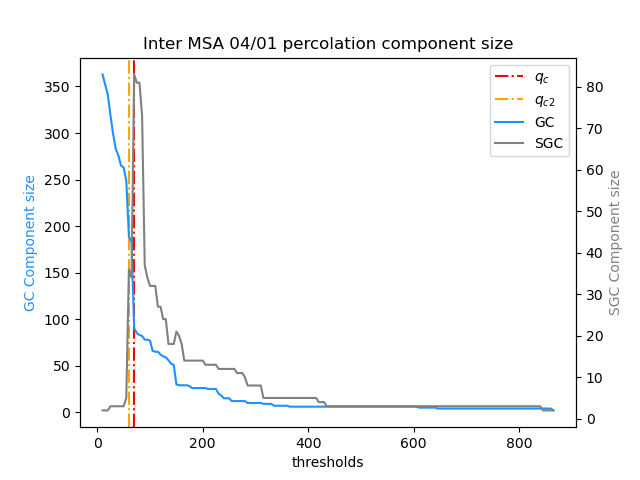 Inter MSA 04/01 percolation component size
q_c
q_c2
GC
SGC
350
300
250
200
150
100
50
0
GC Component size
80
70
60
50
40
30
20
10
0
SGC Component size
0 200 400 600 800
thresholds